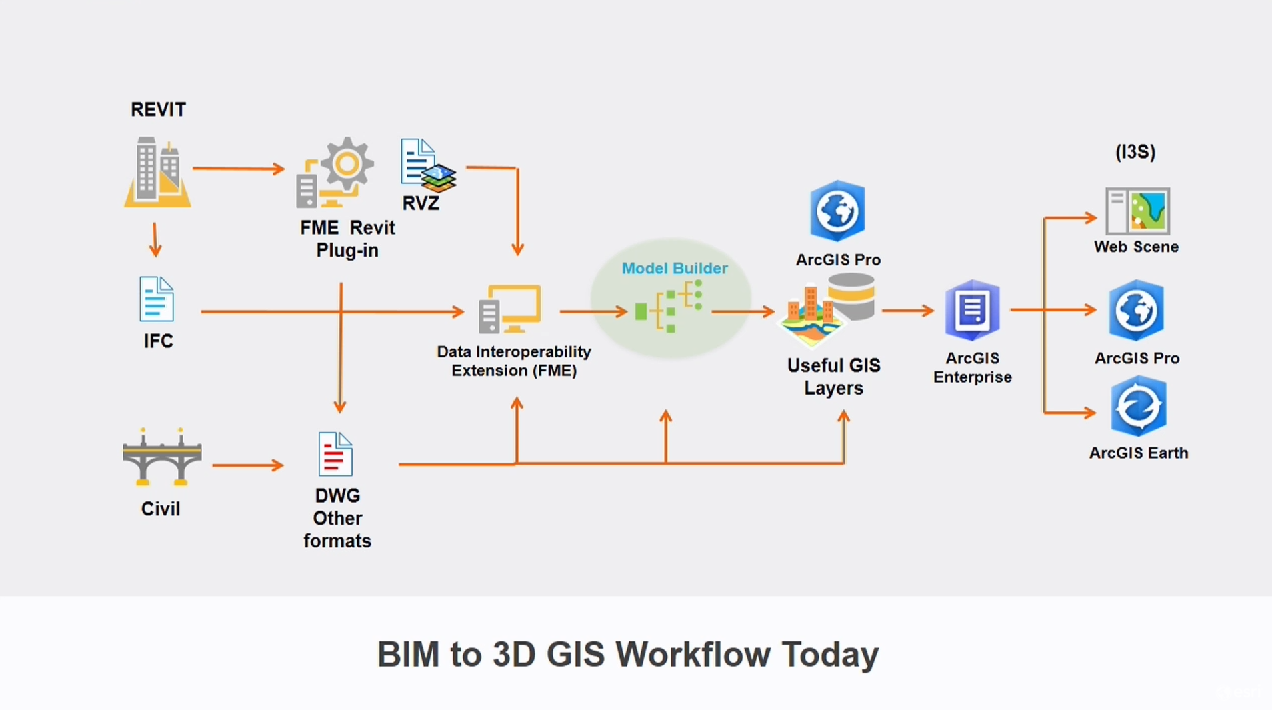 REVIT
FME Revit
Plug-in
RVZ
IFC
Data Interoperability
Extension (FME)
Model Builder
ArcGIS Pro
Useful GIS
Layers
ArcGIS
Enterprise
(I3S)
Web Scene
ArcGIS Pro
ArcGIS Earth
Civil
DWG
Other
formats
BIM to 3D GIS Workflow Today